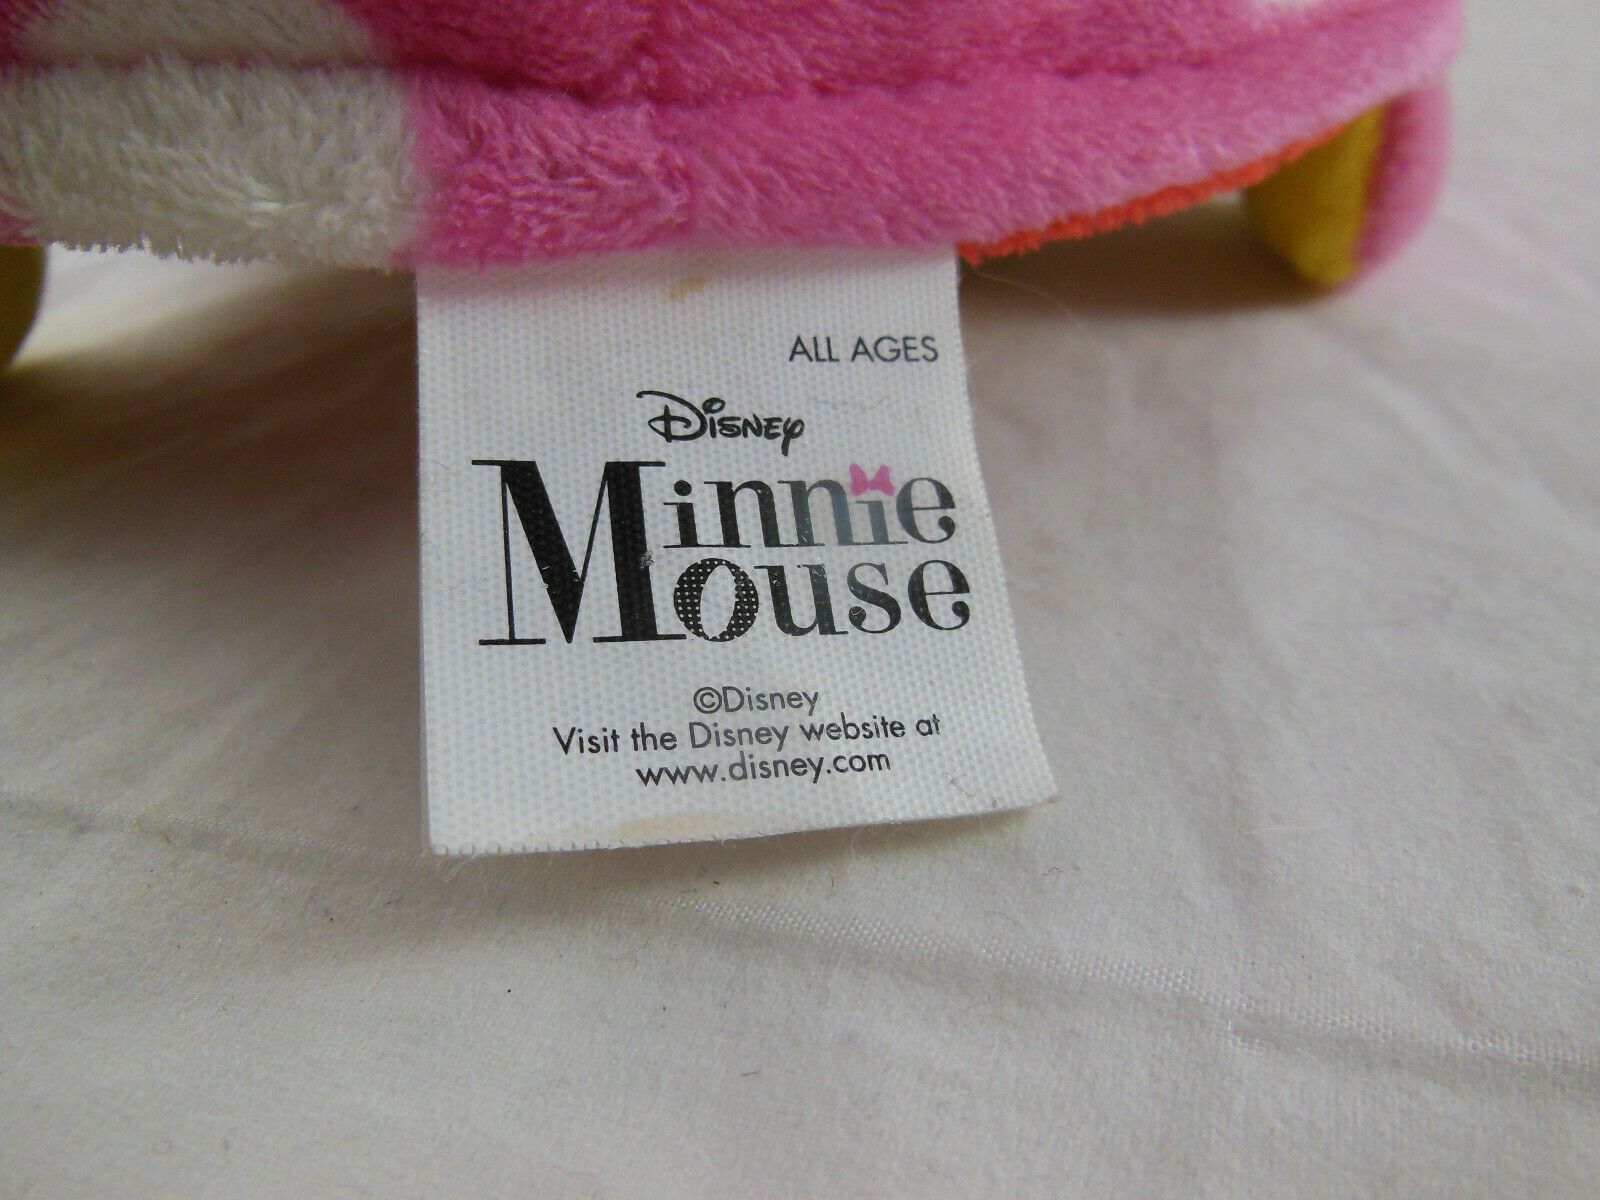 ALL AGES
Disney
Minnie
Mouse
©Disney
Visit the Disney website at
www.disney.com